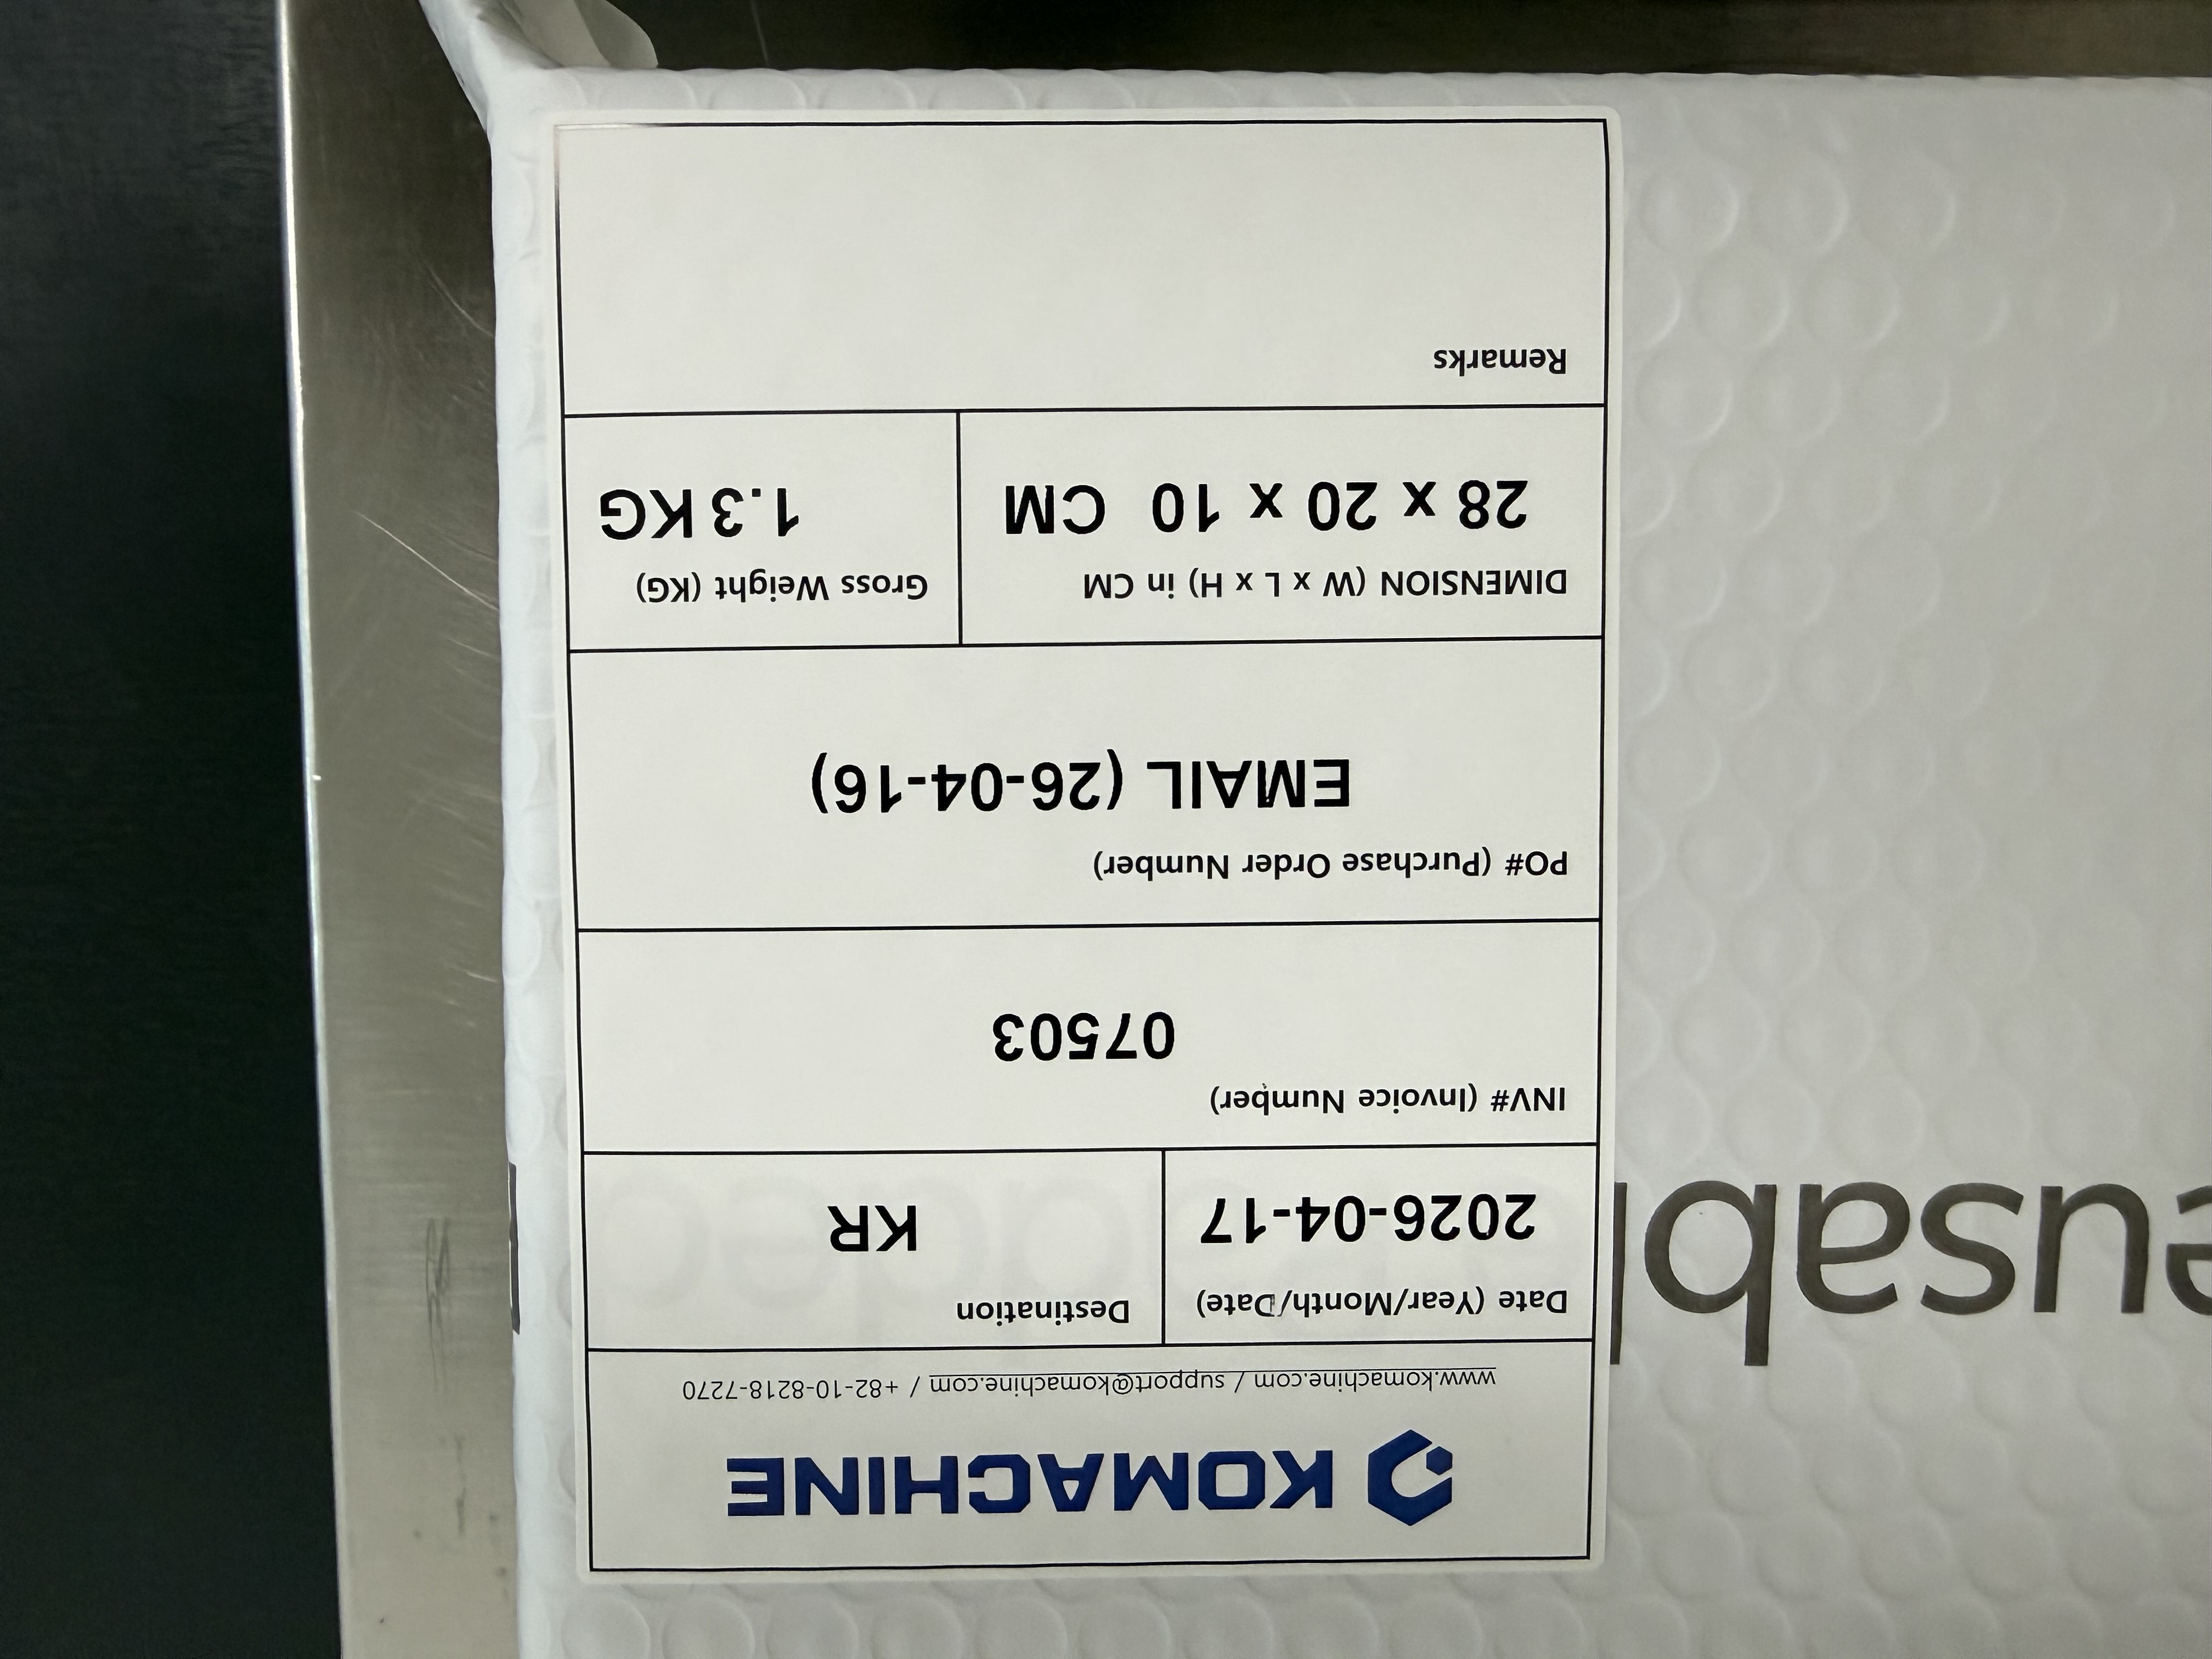 KOMACHINE
www.komachine.com / support@komachine.com / +82-10-8218-7270
Date (Year/Month/Date)
2026-04-17
Destination
KR
INV# (Invoice Number)
07503
PO# (Purchase Order Number)
EMAIL (26-04-16)
DIMENSION (W x L x H) in CM
28 x 20 x 10 CM
Gross Weight (KG)
1.3 KG
Remarks